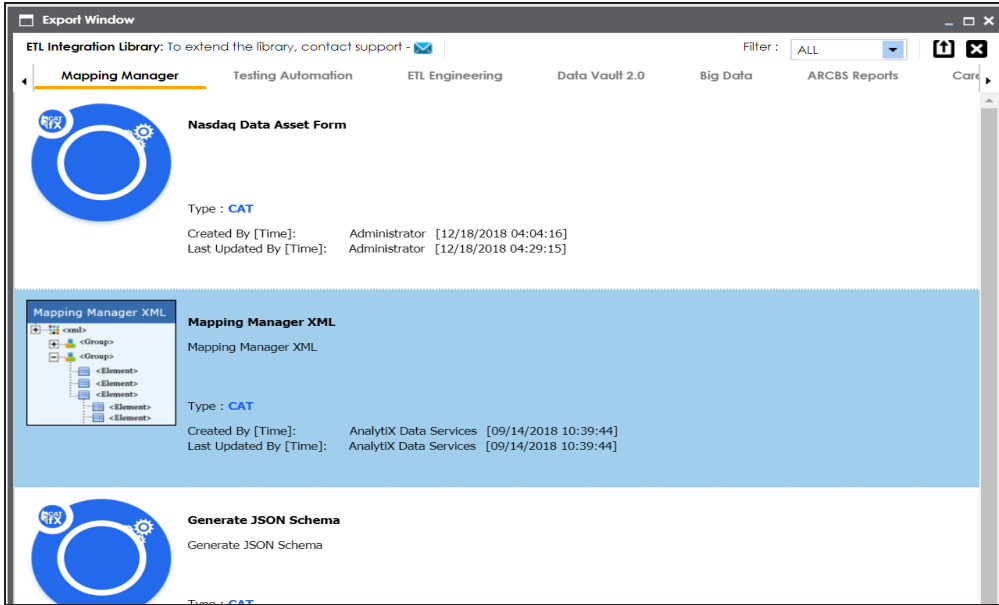 Export Window
ETL Integration Library: To extend the library, contact support -
Filter : ALL
Mapping Manager Testing Automation ETL Engineering Data Vault 2.0 Big Data ARCBS Reports Care
CAT
fX
Nasdaq Data Asset Form
Type : CAT
Created By [Time]: Administrator [12/18/2018 04:04:16]
Last Updated By [Time]: Administrator [12/18/2018 04:29:15]
Mapping Manager XML
<xml>
<Group>
<Group>
<Element>
<Element>
<Element>
<Element>
<Element>
Mapping Manager XML
Mapping Manager XML
Type : CAT
Created By [Time]: AnalytiX Data Services [09/14/2018 10:39:44]
Last Updated By [Time]: AnalytiX Data Services [09/14/2018 10:39:44]
CAT
fX
Generate JSON Schema
Generate JSON Schema
Type : CAT